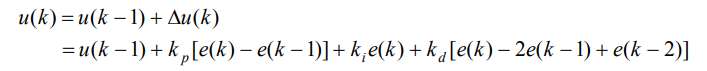 u(k) = u(k − 1) + Δu(k)
= u(k − 1) + k_p[e(k) − e(k − 1)] + k_i e(k) + k_d[e(k) − 2e(k − 1) + e(k − 2)]